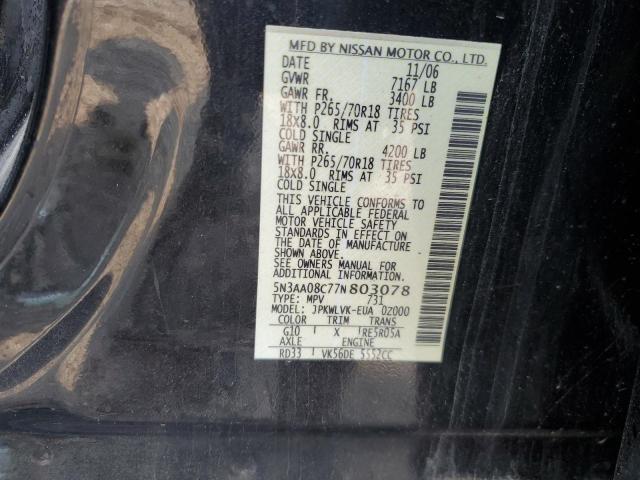 MFD BY NISSAN MOTOR CO., LTD.
DATE 11/06
GVWR 7167 LB
GAWR FR. 3400 LB
WITH P265/70R18 TIRES
18X8.0 RIMS AT 35 PSI
COLD SINGLE
GAWR RR. 4200 LB
WITH P265/70R18 TIRES
18X8.0 RIMS AT 35 PSI
COLD SINGLE
THIS VEHICLE CONFORMS TO
ALL APPLICABLE FEDERAL
MOTOR VEHICLE SAFETY
STANDARDS IN EFFECT ON
THE DATE OF MANUFACTURE
SHOWN ABOVE.
SEE OWNERS MANUAL FOR
ADDITIONAL INFORMATION.
5N3AA08C77N803078
TYPE: MPV 731
MODEL: JPKWLVK-EUA 0Z000
COLOR TRIM TRANS
G10 X RE5R05A
AXLE ENGINE
RD33 VK56DE 5552CC